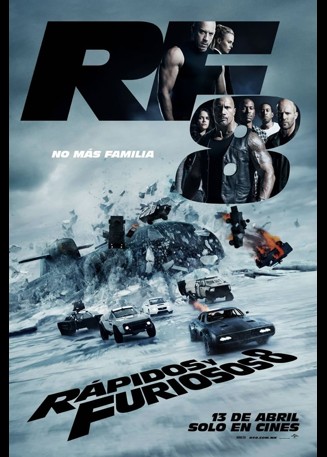 RF
8
NO MÁS FAMILIA
RÁPIDOS Y
FURIOSOS 8
13 DE ABRIL
SOLO EN CINES